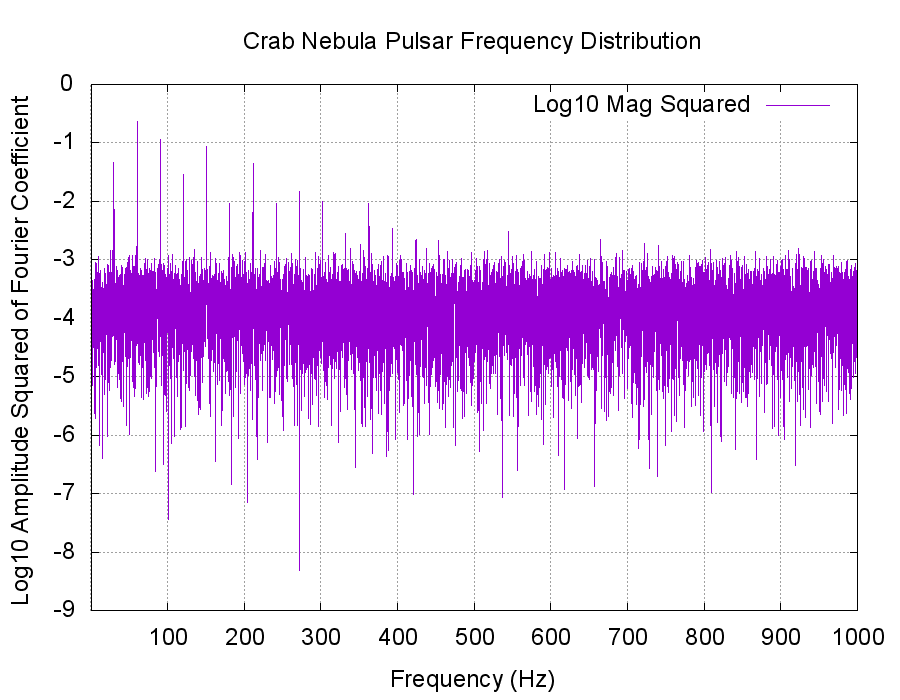 Crab Nebula Pulsar Frequency Distribution
Log10 Mag Squared
Log10 Amplitude Squared of Fourier Coefficient
0
-1
-2
-3
-4
-5
-6
-7
-8
-9
100 200 300 400 500 600 700 800 900 1000
Frequency (Hz)